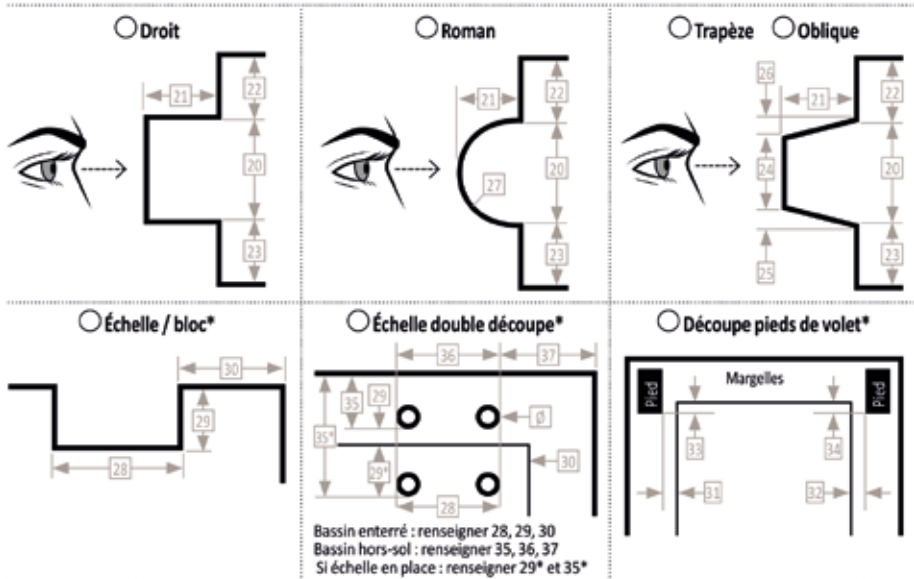 Droit
21
22
20
23
Roman
21
22
20
27
23
Trapèze Oblique
26
21
22
24
20
25
23
Échelle / bloc*
30
29
28
Échelle double découpe*
36
37
35
29
Ø
35*
29*
30
28
Bassin enterré : renseigner 28, 29, 30
Bassin hors-sol : renseigner 35, 36, 37
Si échelle en place : renseigner 29* et 35*
Découpe pieds de volet*
Pied
Margelles
Pied
33
34
31
32